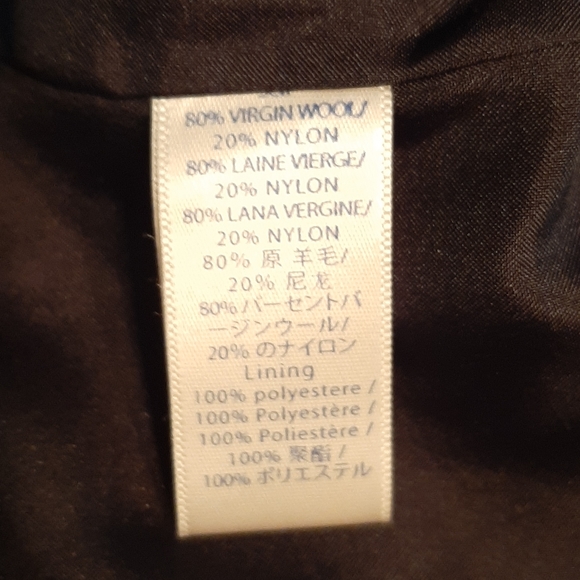 80% VIRGIN WOOL/
20% NYLON
80% LAINE VIERGE/
20% NYLON
80% LANA VERGINE/
20% NYLON
80% 原 羊毛/
20% 尼 龙
80%パーセントバ
ージンウール/
20% のナイロン
Lining
100% polyestere /
100% Polyestère /
100% Poliestère /
100% 聚酯 /
100% ポリエステル